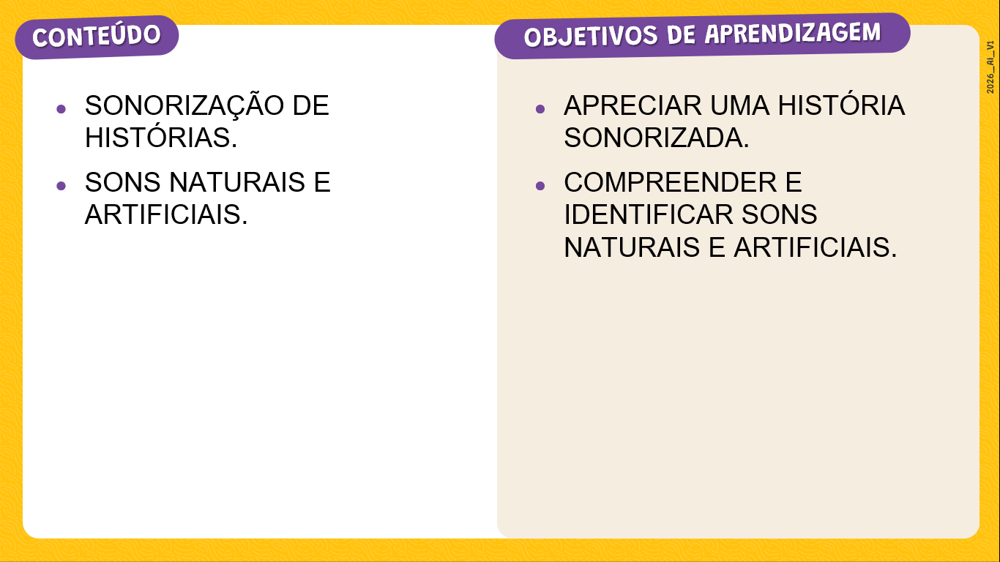 CONTEÚDO
• SONORIZAÇÃO DE
HISTÓRIAS.
• SONS NATURAIS E
ARTIFICIAIS.
OBJETIVOS DE APRENDIZAGEM
• APRECIAR UMA HISTÓRIA
SONORIZADA.
• COMPREENDER E
IDENTIFICAR SONS
NATURAIS E ARTIFICIAIS.
2026_AI_V1